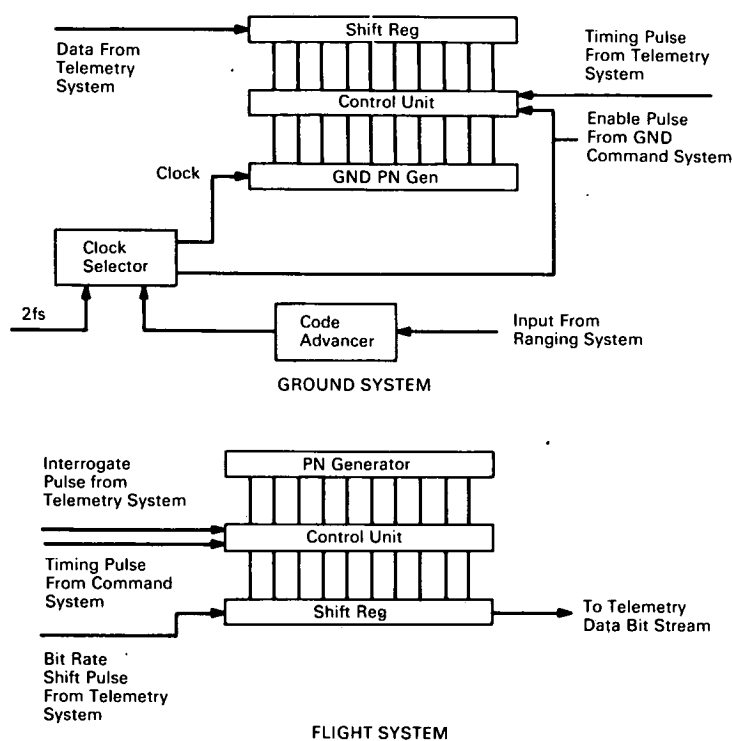 Shift Reg
Data From
Telemetry
System
Timing Pulse
From Telemetry
System
Control Unit
Enable Pulse
From GND
Command System
Clock
GND PN Gen
Clock
Selector
2fs
Code
Advancer
Input From
Ranging System
GROUND SYSTEM
Interrogate
Pulse from
Telemetry System
PN Generator
Control Unit
Timing Pulse
From Command
System
Shift Reg
To Telemetry
Data Bit Stream
Bit Rate
Shift Pulse
From Telemetry
System
FLIGHT SYSTEM